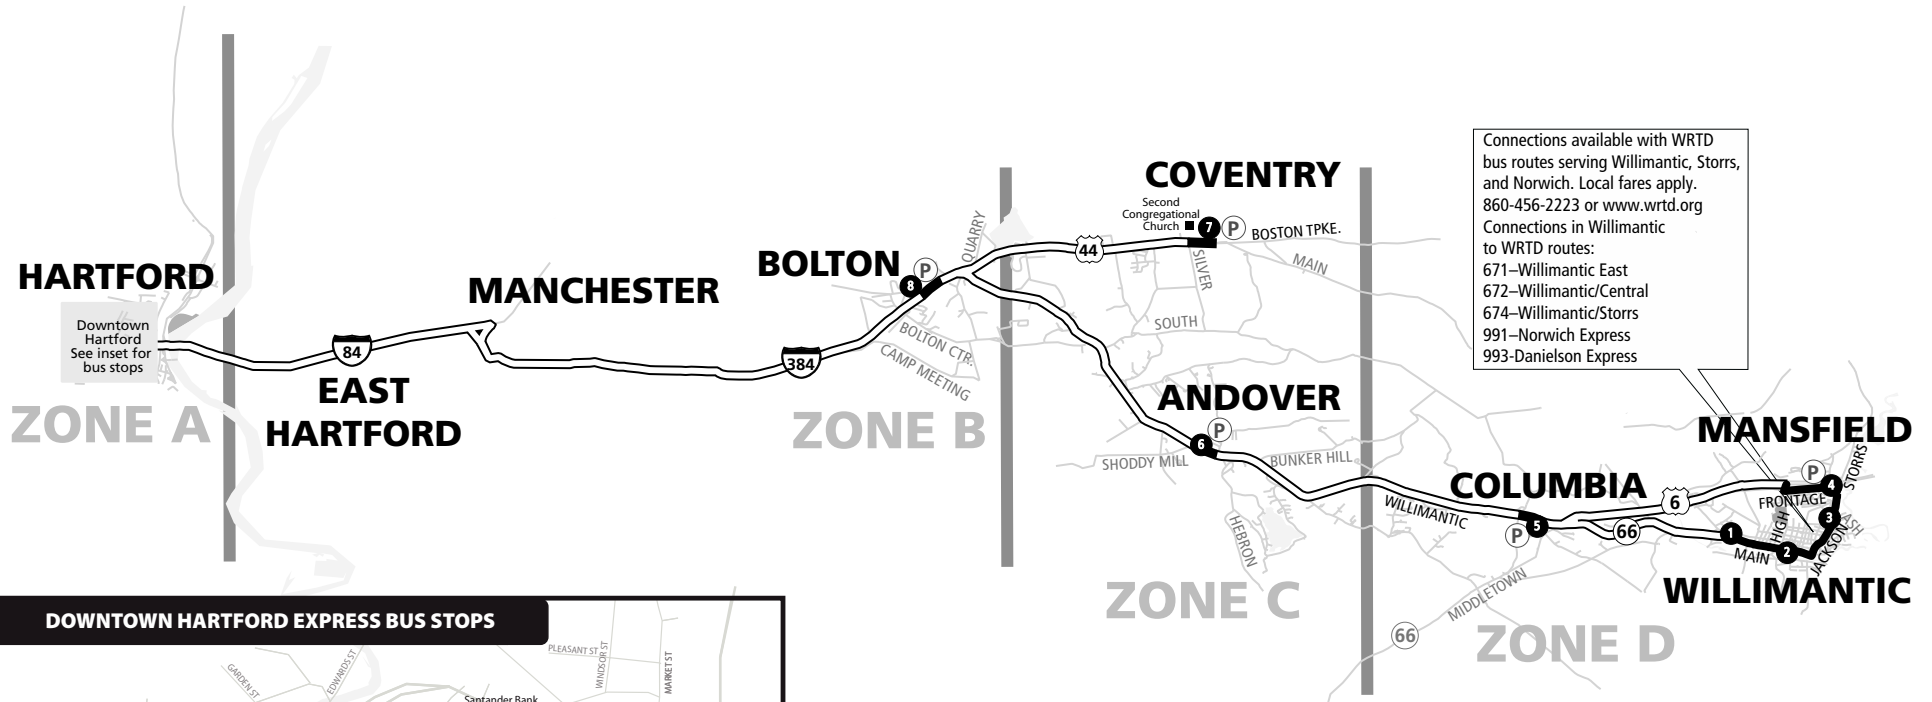 COVENTRY
Second
Congregational
Church
7
P
BOSTON TPKE.
44
QUARRY
SILVER
MAIN
SOUTH
Connections available with WRTD
bus routes serving Willimantic, Storrs,
and Norwich. Local fares apply.
860-456-2223 or www.wrtd.org
Connections in Willimantic
to WRTD routes:
671–Willimantic East
672–Willimantic/Central
674–Willimantic/Storrs
991–Norwich Express
993-Danielson Express
HARTFORD
Downtown
Hartford
See inset for
bus stops
ZONE A
84
EAST
HARTFORD
MANCHESTER
BOLTON
P
8
384
BOLTON CTR.
CAMP MEETING
ZONE B
ANDOVER
P
6
SHODDY MILL
BUNKER HILL
HEBRON
ZONE C
WILLIMANTIC
COLUMBIA
P
5
6
66
MIDDLETOWN
66
ZONE D
MANSFIELD
P
4
STORRS
FRONTAGE
HIGH
3
ASH
JACKSON
1
MAIN
2
WILLIMANTIC
DOWNTOWN HARTFORD EXPRESS BUS STOPS
GARDEN ST
EDWARDS ST
PLEASANT ST
WINDSOR ST
MARKET ST
Santander Bank